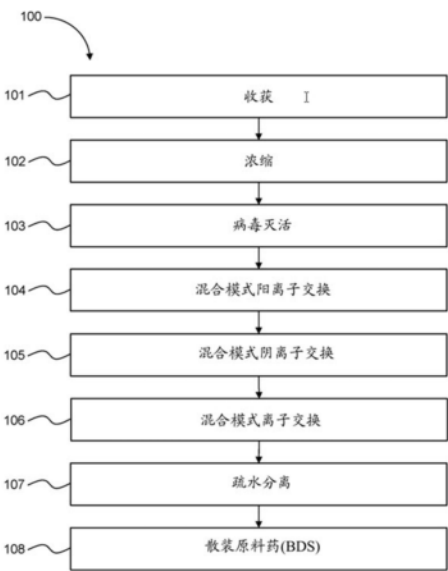 100
101 收获
102 浓缩
103 病毒灭活
104 混合模式阳离子交换
105 混合模式阴离子交换
106 混合模式离子交换
107 疏水分离
108 散装原料药(BDS)